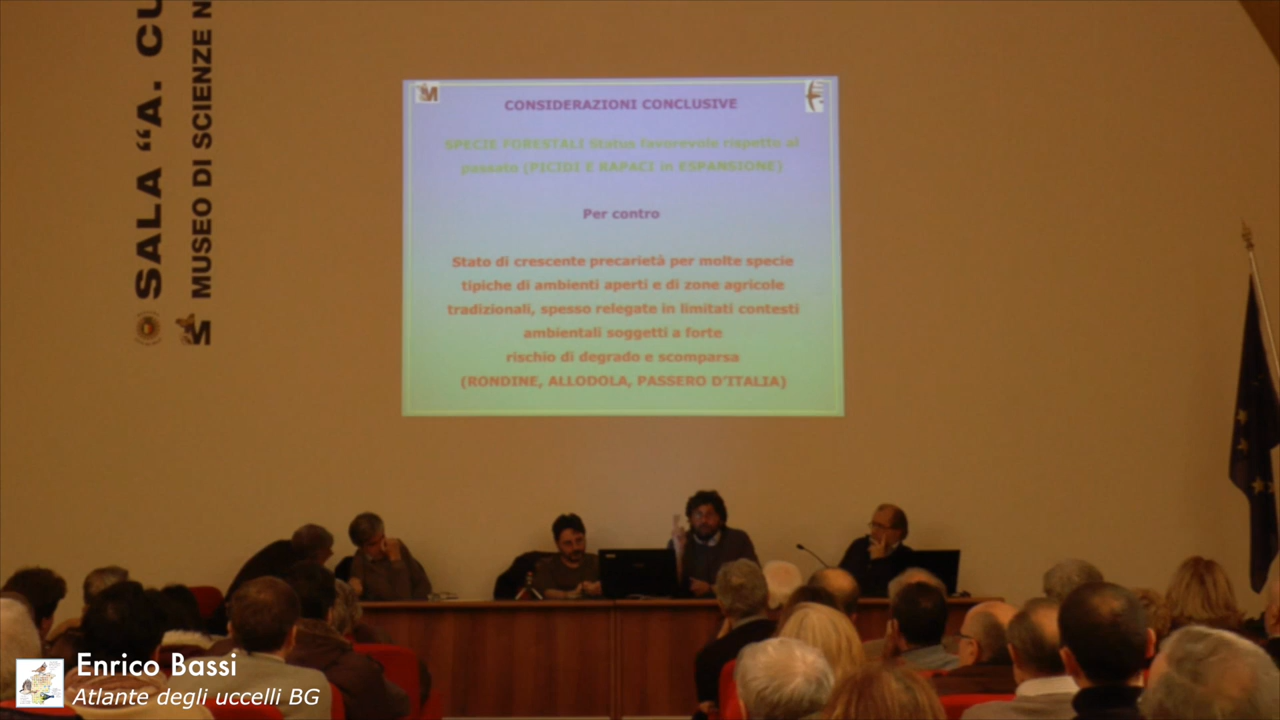 SALA “A. CU
MUSEO DI SCIENZE N
M
CONSIDERAZIONI CONCLUSIVE
SPECIE FORESTALI Status favorevole rispetto al
passato (PICIDI E RAPACI in ESPANSIONE)
Per contro
Stato di crescente precarietà per molte specie
tipiche di ambienti aperti e di zone agricole
tradizionali, spesso relegate in limitati contesti
ambientali soggetti a forte
rischio di degrado e scomparsa
(RONDINE, ALLODOLA, PASSERO D’ITALIA)
Enrico Bassi
Atlante degli uccelli BG